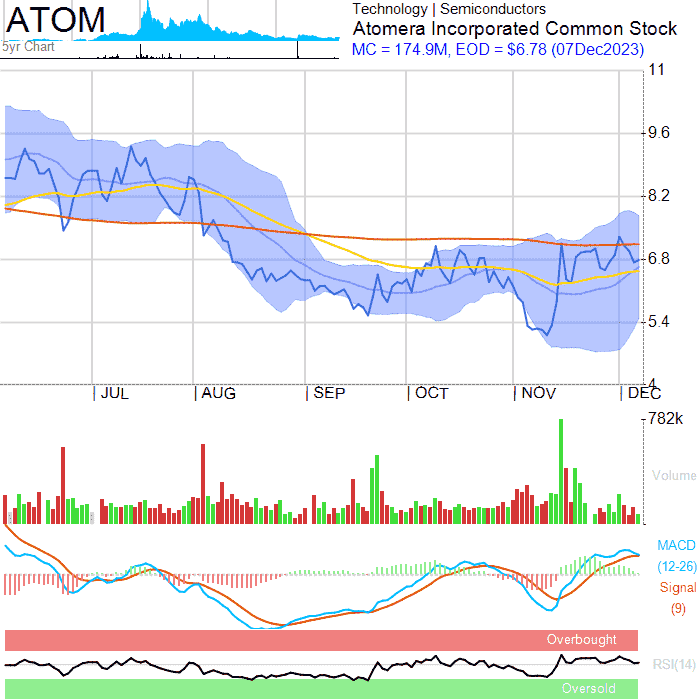 ATOM
5yr Chart
Technology | Semiconductors
Atomera Incorporated Common Stock
MC = 174.9M, EOD = $6.78 (07Dec2023)
11
9.6
8.2
6.8
5.4
4
JUL AUG SEP OCT NOV DEC
782k
Volume
MACD
(12-26)
Signal
(9)
Overbought
RSI(14)
Oversold